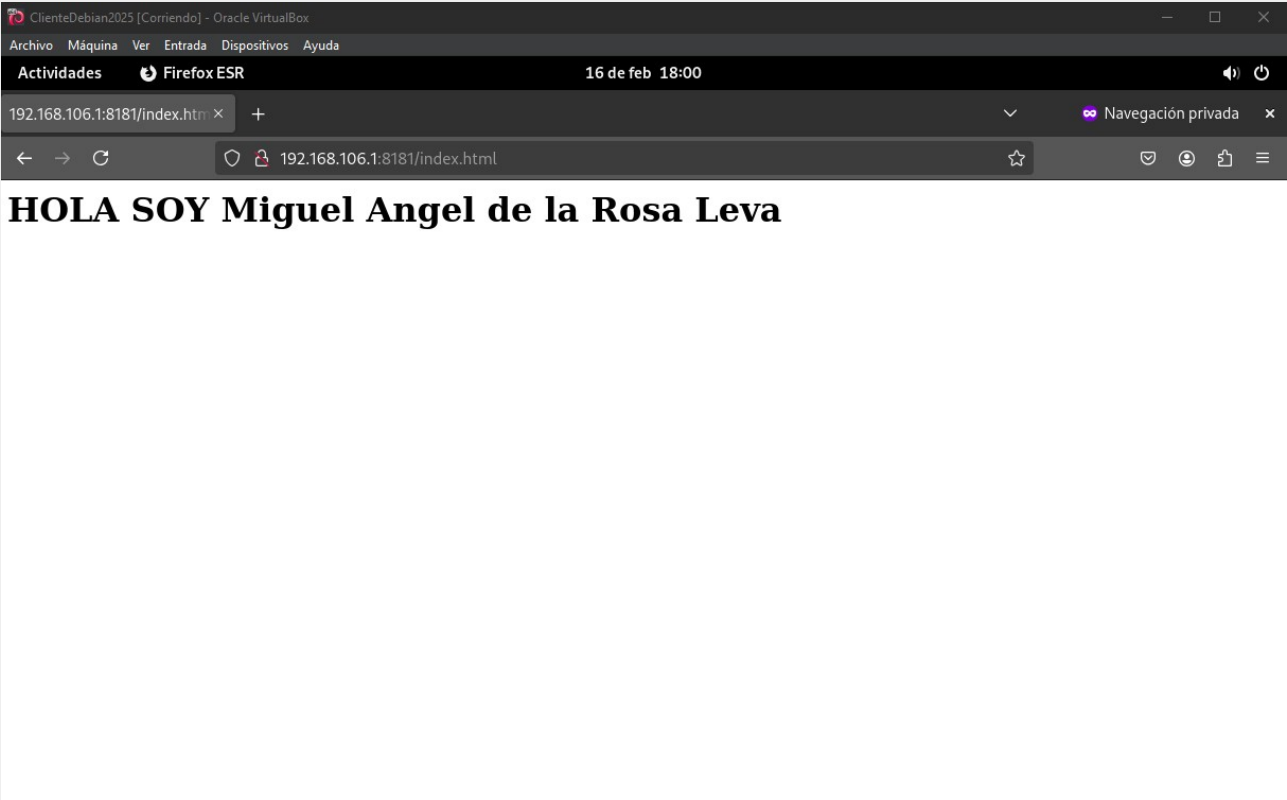 ClienteDebian2025 [Corriendo] - Oracle VirtualBox
Archivo Máquina Ver Entrada Dispositivos Ayuda
Actividades Firefox ESR 16 de feb 18:00
192.168.106.1:8181/index.htm Navegación privada
192.168.106.1:8181/index.html
HOLA SOY Miguel Angel de la Rosa Leva